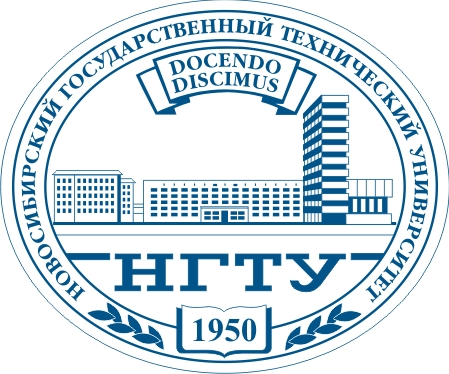 НОВОСИБИРСКИЙ ГОСУДАРСТВЕННЫЙ ТЕХНИЧЕСКИЙ УНИВЕРСИТЕТ
DOCENDO
DISCIMUS
НГТУ
1950